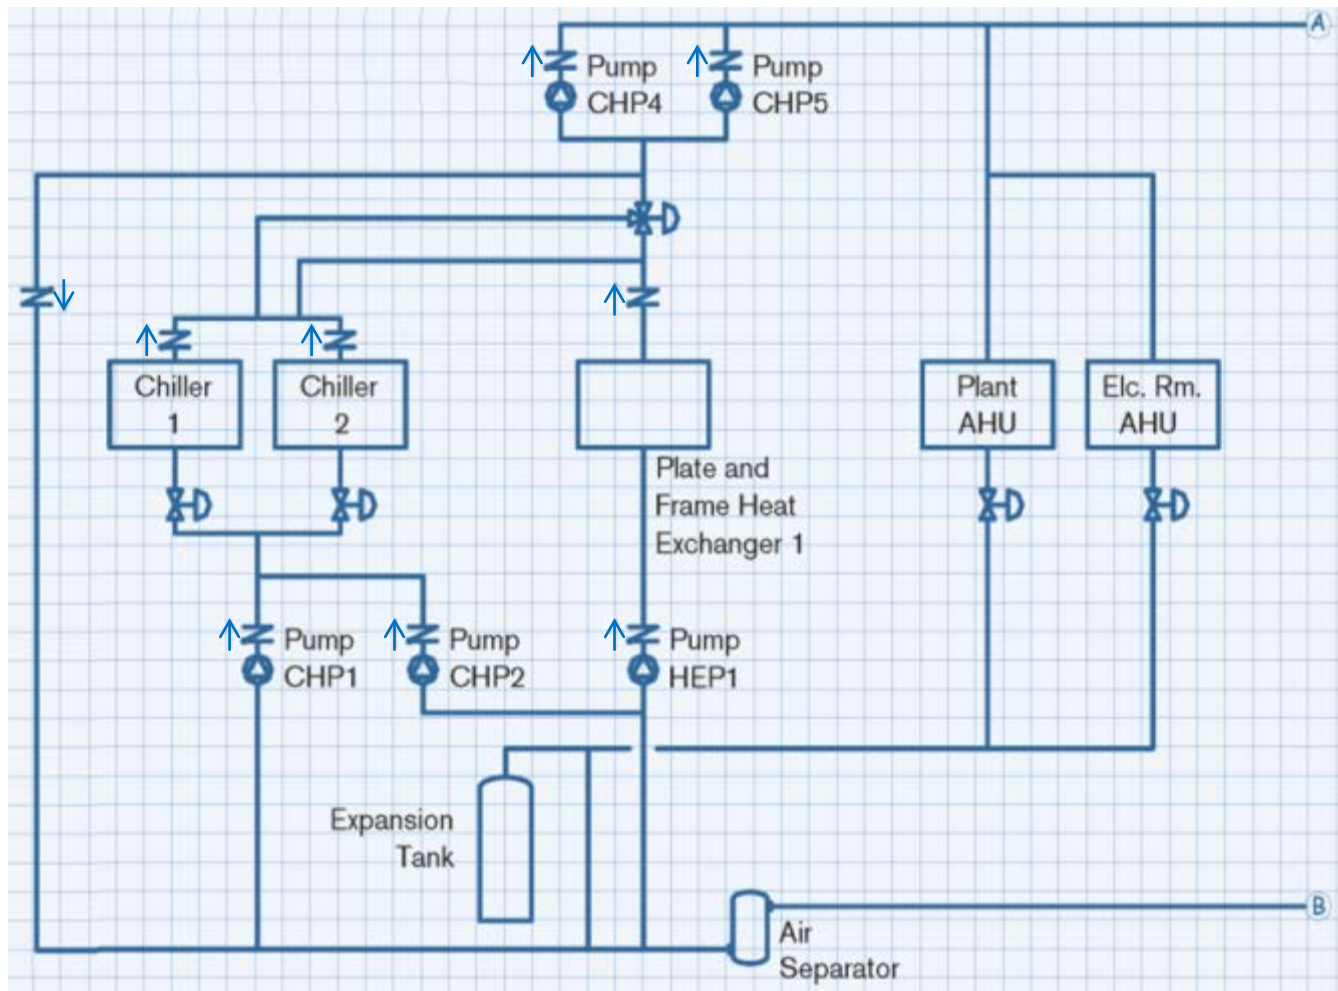 A
Pump
CHP4
Pump
CHP5
Chiller
1
Chiller
2
Plant
AHU
Elc. Rm.
AHU
Plate and
Frame Heat
Exchanger 1
Pump
CHP1
Pump
CHP2
Pump
HEP1
Expansion
Tank
B
Air
Separator